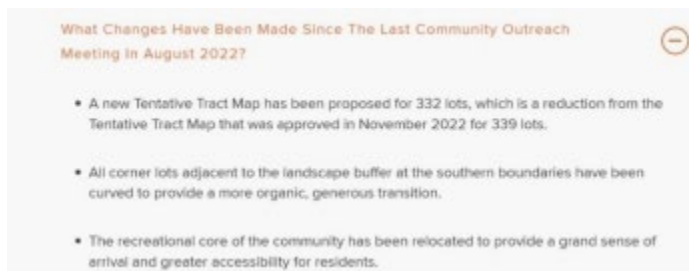 What Changes Have Been Made Since The Last Community Outreach
Meeting In August 2022?
• A new Tentative Tract Map has been proposed for 332 lots, which is a reduction from the
Tentative Tract Map that was approved in November 2022 for 339 lots.
• All corner lots adjacent to the landscape buffer at the southern boundaries have been
curved to provide a more organic, generous transition.
• The recreational core of the community has been relocated to provide a grand sense of
arrival and greater accessibility for residents.